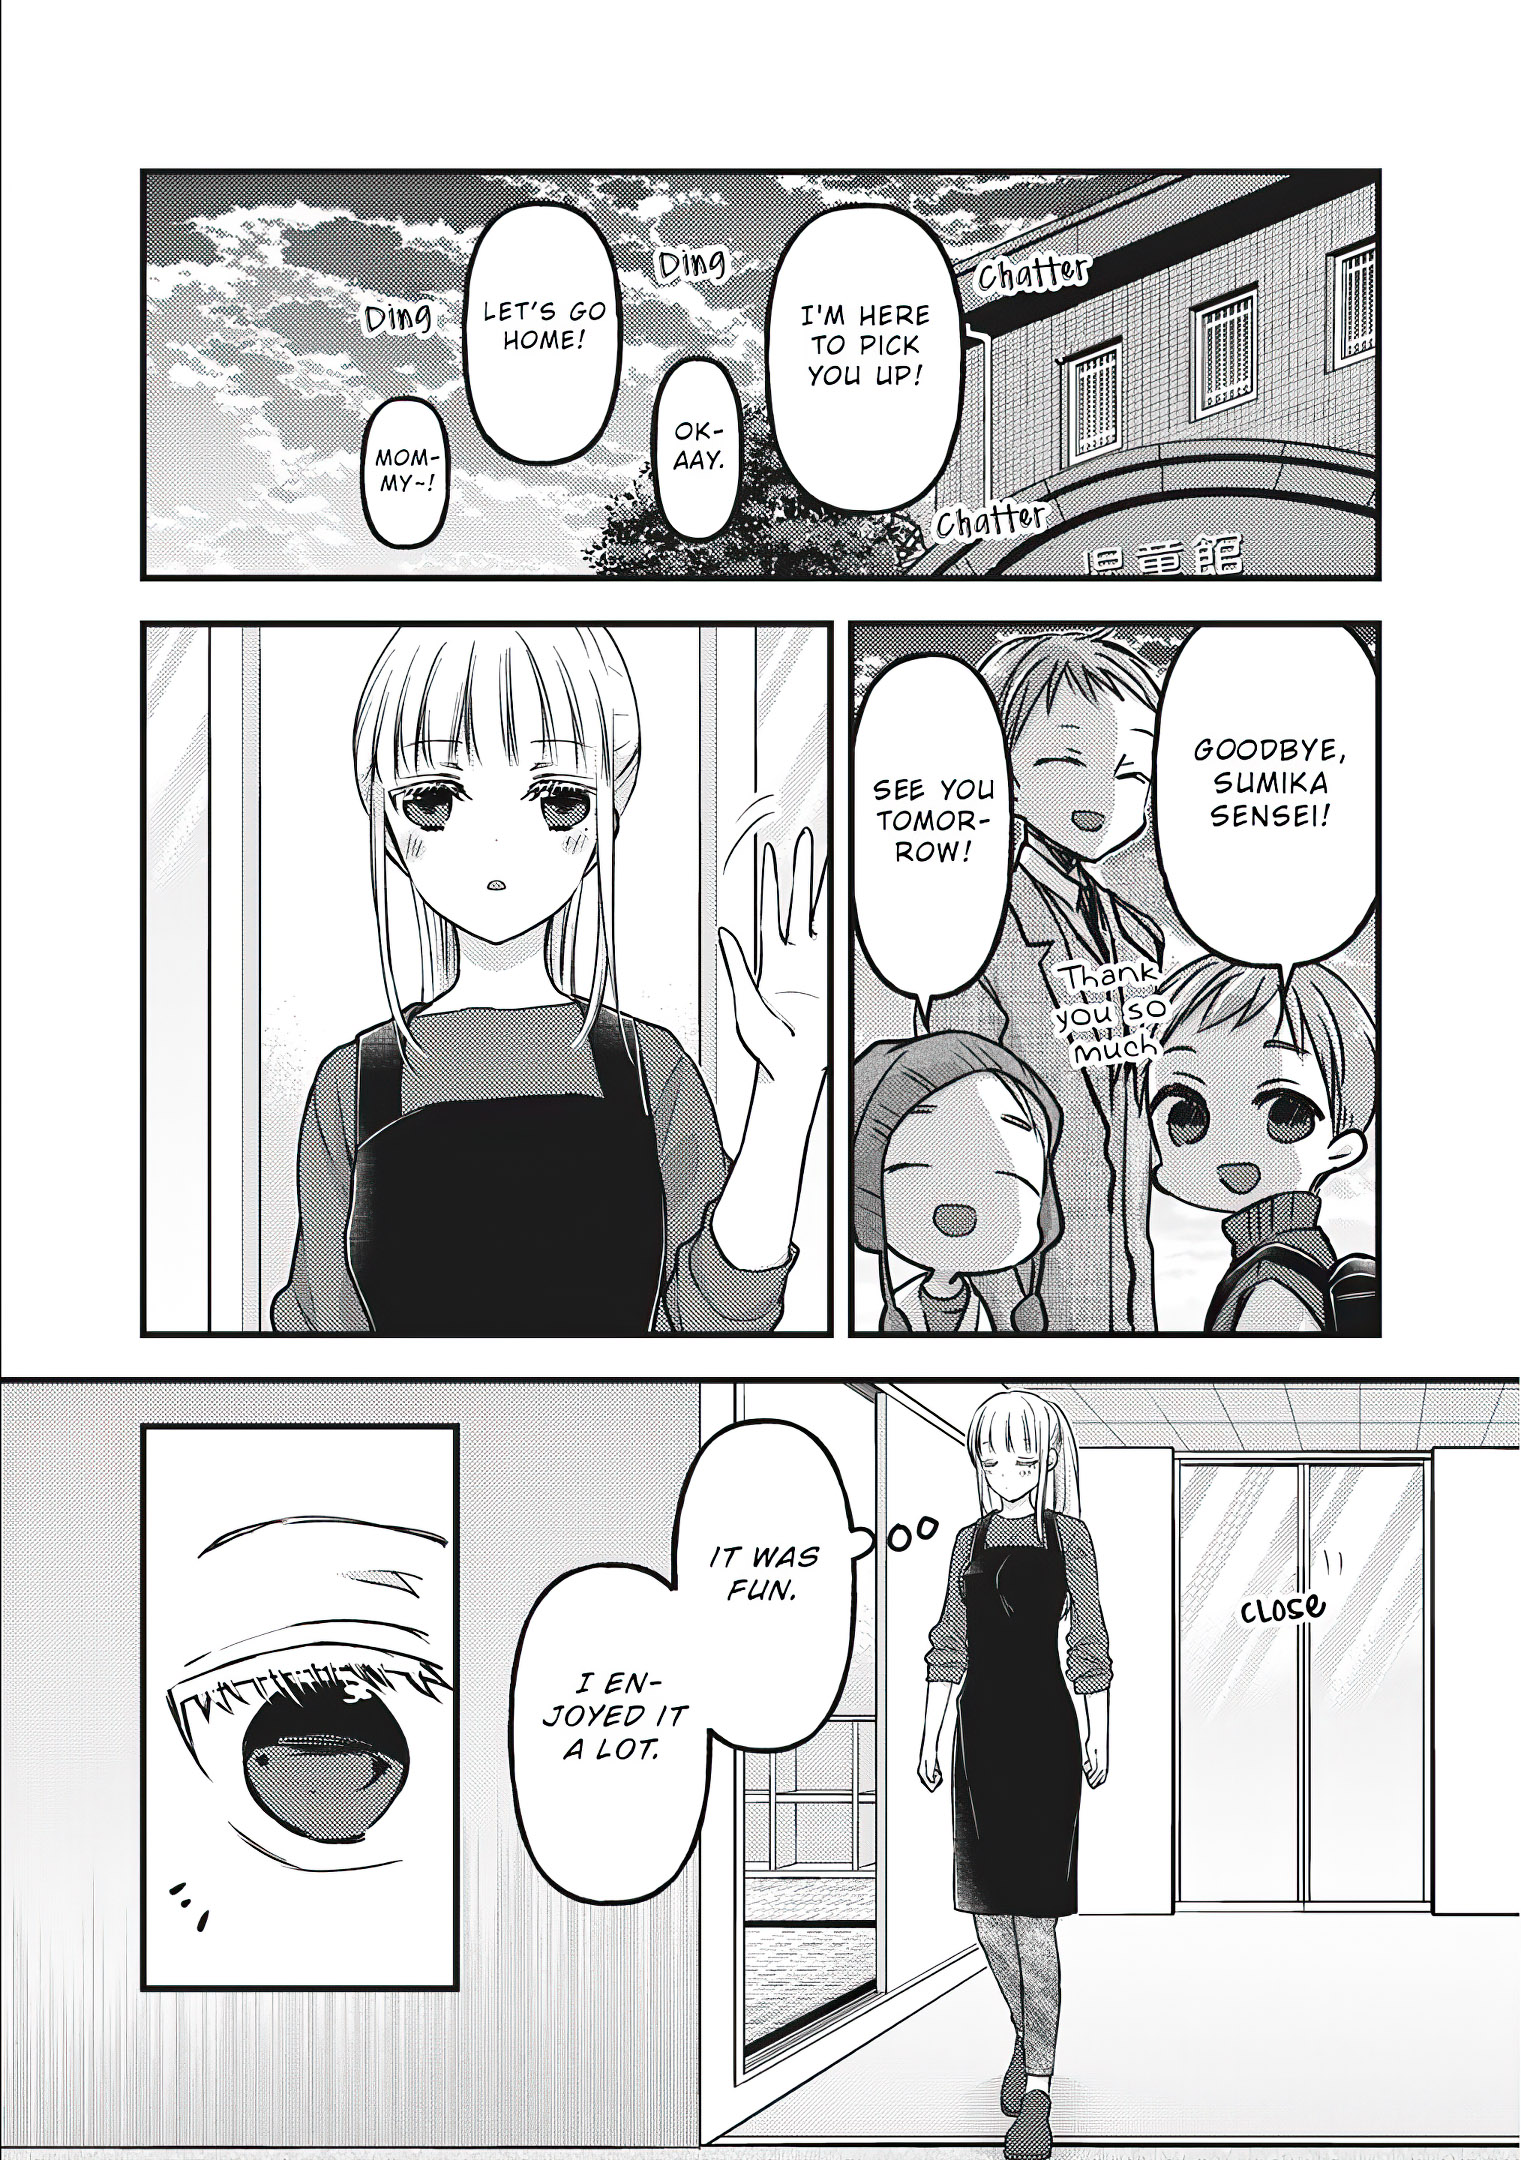 Chatter
I'M HERE
TO PICK
YOU UP!
Chatter
旧童館
Ding
OK-
AAY.
LET'S GO
HOME!
Ding
MOM-
MY~!
GOODBYE,
SUMIKA
SENSEI!
Thank
you so
much
SEE YOU
TOMOR-
ROW!
CLOSE
IT WAS
FUN.
I EN-
JOYED IT
A LOT.